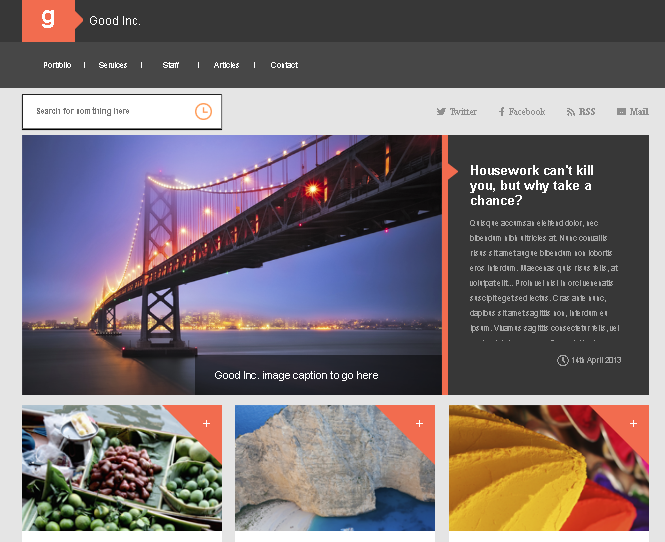 g
Good Inc.
Portfolio | Services | Staff | Articles | Contact
Search for somthing here
Twitter Facebook RSS Mail
Housework can't kill
you, but why take a
chance?
Quisque accumsan eleifend dolor, nec
bibendum nibh ultricies at. Nunc convallis
risus sit amet augue bibendum non lobortis
eros interdum. Maecenas quis risus felis, at
volutpat elit... Proin vel nisl in orci venenatis
suscipit eget sed lectus. Cras ante nunc,
dapibus sit amet sagittis non, interdum eu
ipsum. Vivamus sagittis consectetur felis, vel
14th April 2013
Good Inc. image caption to go here
+ + +